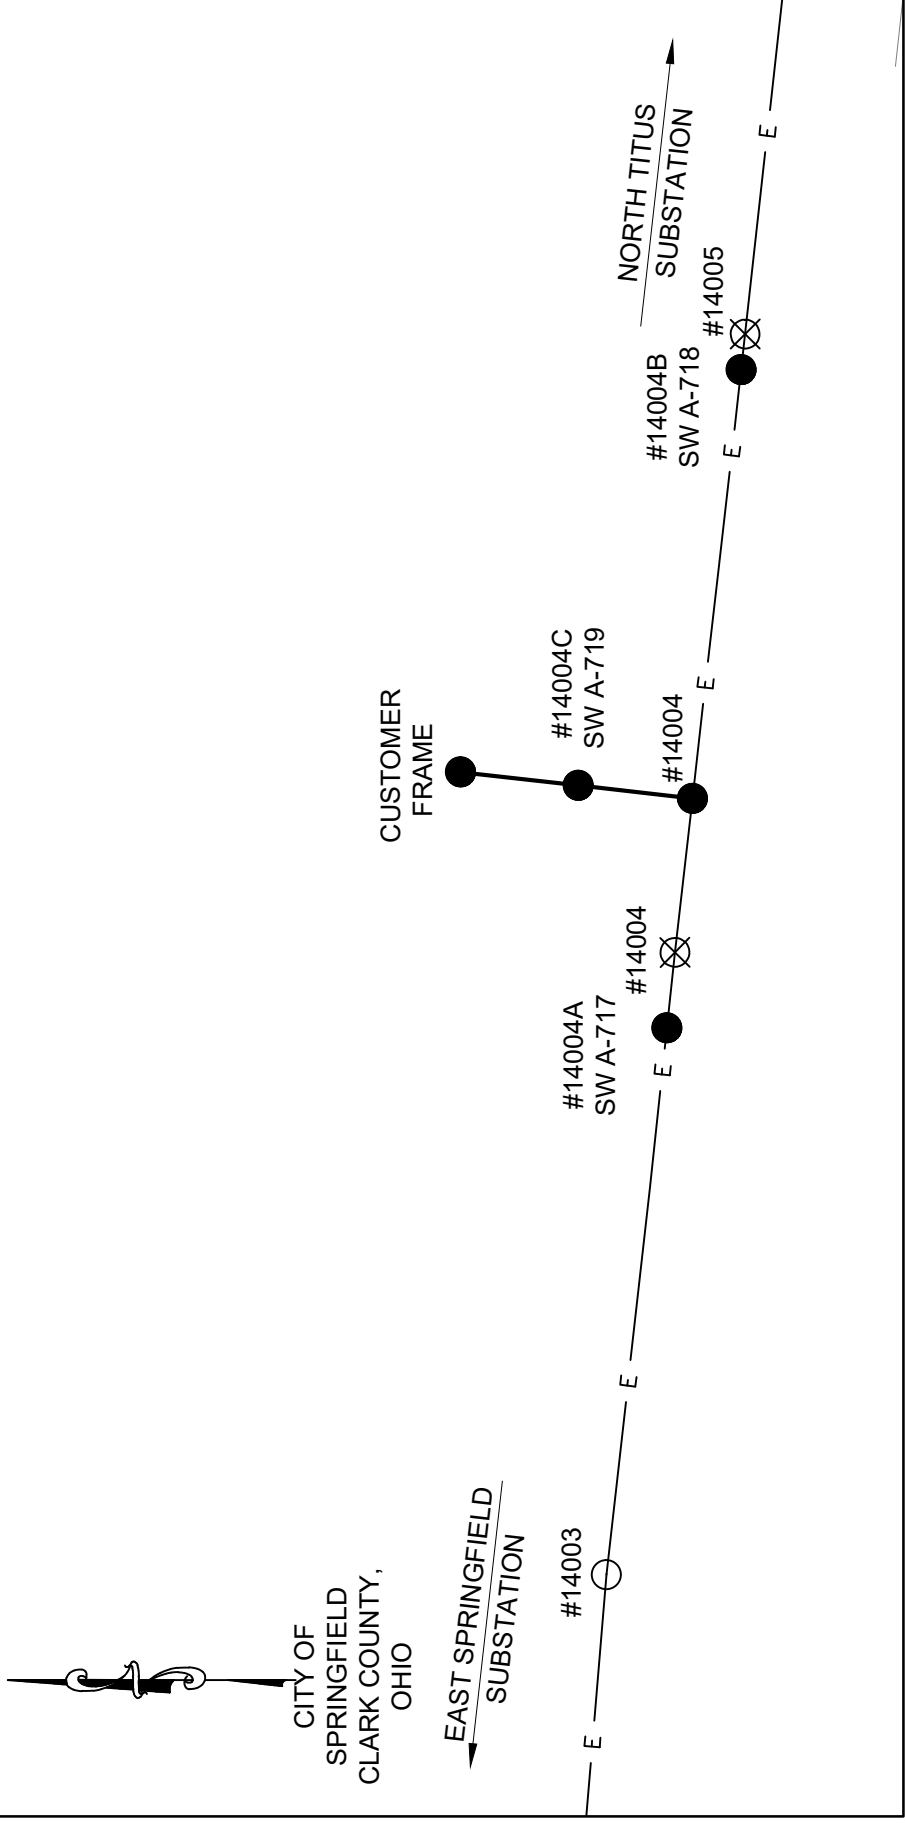 CITY OF
SPRINGFIELD
CLARK COUNTY,
OHIO
EAST SPRINGFIELD
SUBSTATION
#14003
E
E
#14004A
SW A-717
E
#14004
CUSTOMER
FRAME
#14004C
SW A-719
#14004
E
#14004B
SW A-718
E
#14005
NORTH TITUS
SUBSTATION
E
N